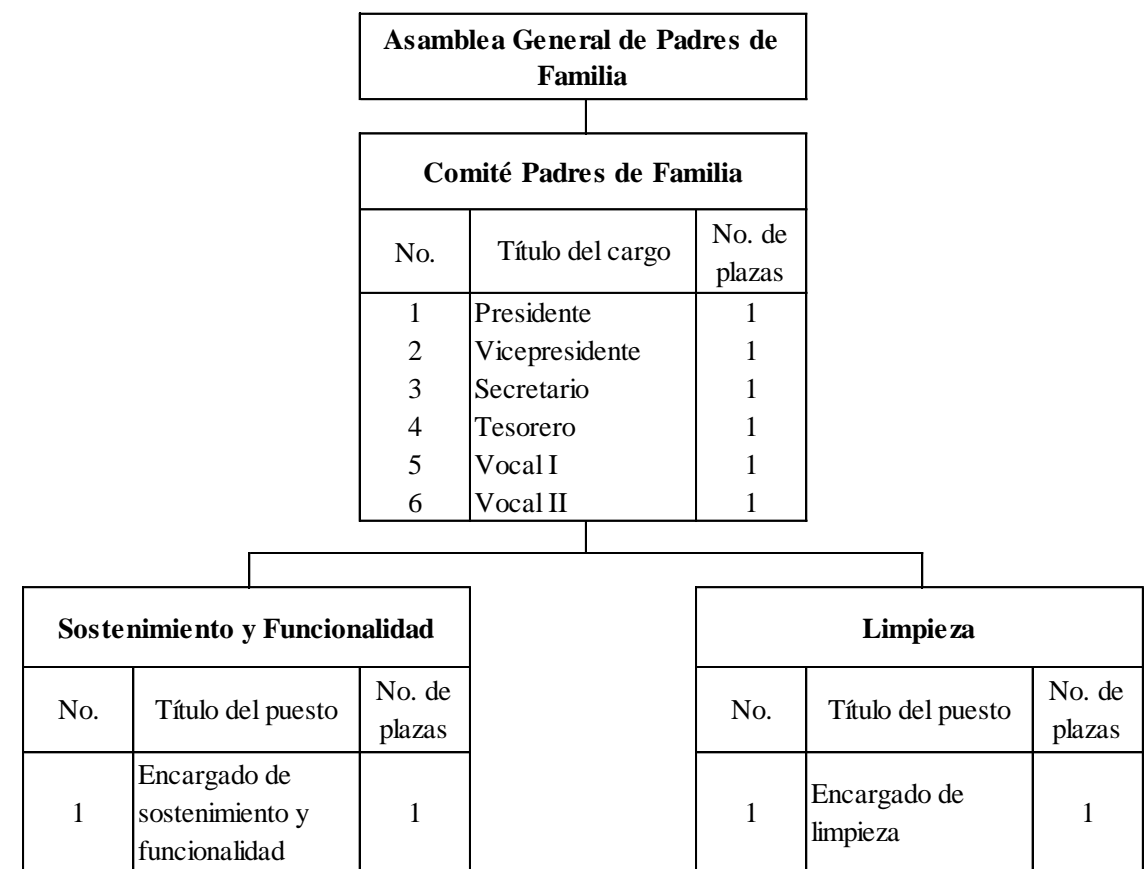 Asamblea General de Padres de
Familia
Comité Padres de Familia
No. Título del cargo No. de plazas
1 Presidente 1
2 Vicepresidente 1
3 Secretario 1
4 Tesorero 1
5 Vocal I 1
6 Vocal II 1
Sostenimiento y Funcionalidad
No. Título del puesto No. de plazas
1 Encargado de
sostenimiento y
funcionalidad 1
Limpieza
No. Título del puesto No. de plazas
1 Encargado de
limpieza 1